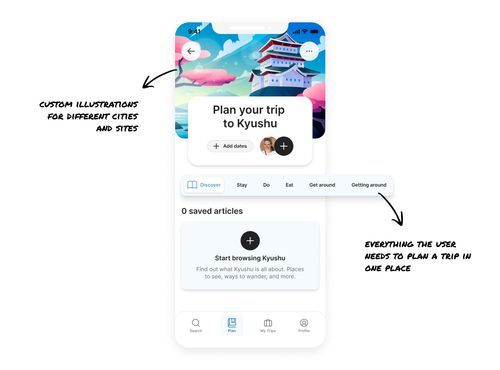 9:41
Plan your trip
to Kyushu
Add dates
CUSTOM ILLUSTRATIONS
FOR DIFFERENT CITIES
AND SITES
Discover Stay Do Eat Get around Getting around
0 saved articles
EVERYTHING THE USER
NEEDS TO PLAN A TRIP IN
ONE PLACE
Start browsing Kyushu
Find out what Kyushu is all about. Places
to see, ways to wander, and more.
Search Plan My Trips Profile